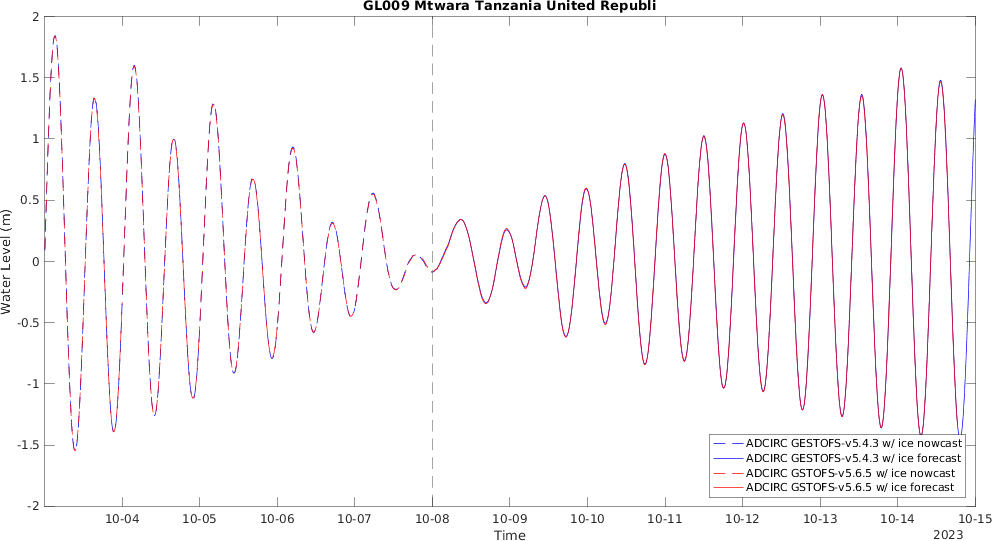 GL009 Mtwara Tanzania United Republi
Water Level (m)
2
1.5
1
0.5
0
-0.5
-1
-1.5
-2
ADCIRC GESTOFS-v5.4.3 w/ ice nowcast
ADCIRC GESTOFS-v5.4.3 w/ ice forecast
ADCIRC GSTOFS-v5.6.5 w/ ice nowcast
ADCIRC GSTOFS-v5.6.5 w/ ice forecast
10-04 10-05 10-06 10-07 10-08 10-09 10-10 10-11 10-12 10-13 10-14 10-15
Time
2023